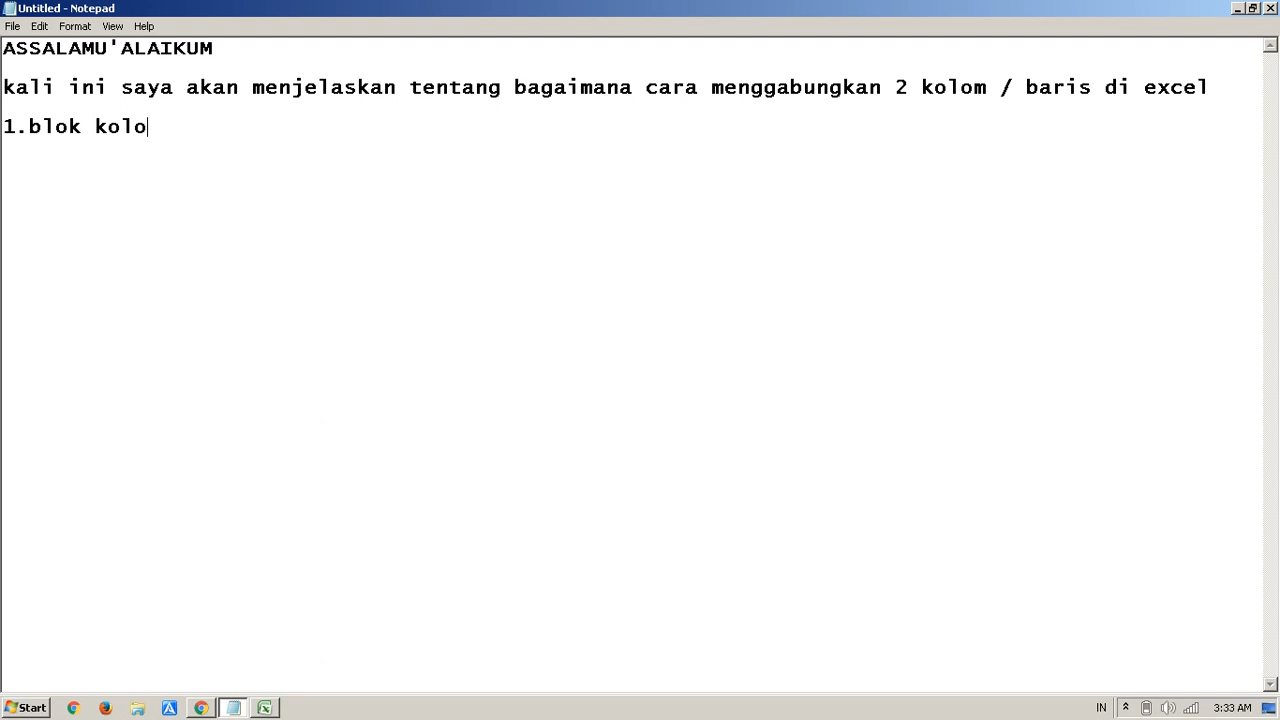 Untitled - Notepad
File Edit Format View Help
ASSALAMU'ALAIKUM
kali ini saya akan menjelaskan tentang bagaimana cara menggabungkan 2 kolom / baris di excel
1.blok kolo
Start IN 3:33 AM